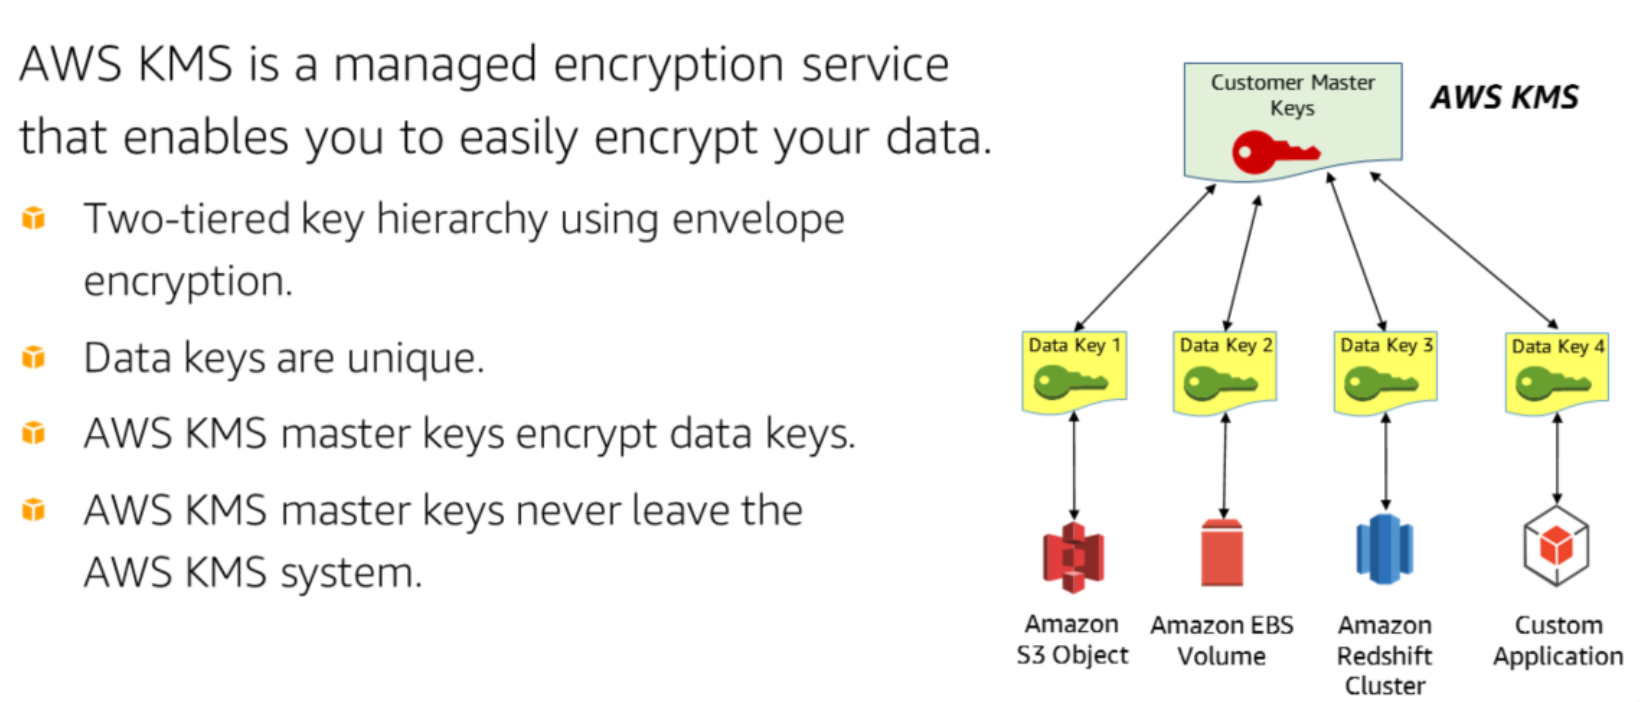 AWS KMS is a managed encryption service
that enables you to easily encrypt your data.
Two-tiered key hierarchy using envelope
encryption.
Data keys are unique.
AWS KMS master keys encrypt data keys.
AWS KMS master keys never leave the
AWS KMS system.
Customer Master
Keys
AWS KMS
Data Key 1
Data Key 2
Data Key 3
Data Key 4
Amazon
S3 Object
Amazon EBS
Volume
Amazon
Redshift
Cluster
Custom
Application